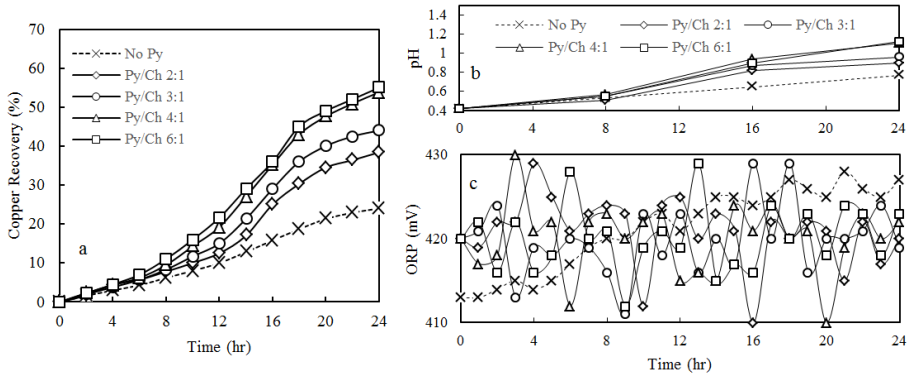 70
60
50
40
30
20
10
0
Copper Recovery (%)
No Py
Py/Ch 2:1
Py/Ch 3:1
Py/Ch 4:1
Py/Ch 6:1
a
0 4 8 12 16 20 24
Time (hr)
1.4
1.2
1
0.8
0.6
0.4
pH
No Py Py/Ch 2:1 Py/Ch 3:1
Py/Ch 4:1 Py/Ch 6:1
b
0 4 8 12 16 20 24
430
420
410
ORP (mV)
c
0 4 8 12 16 20 24
Time (hr)